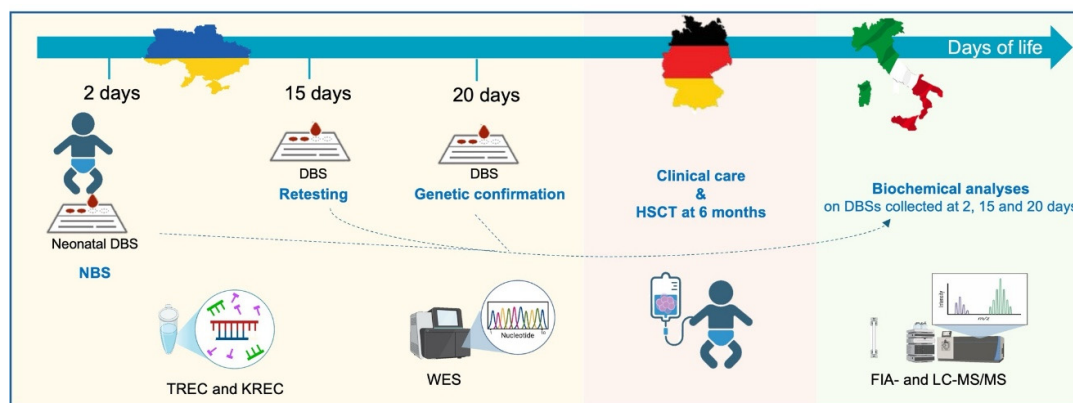 Days of life
2 days
15 days
20 days
DBS
Retesting
DBS
Genetic confirmation
Neonatal DBS
NBS
Clinical care
&
HSCT at 6 months
Biochemical analyses
on DBSs collected at 2, 15 and 20 days
TREC and KREC
Nucleotide
WES
Intensity
m/z
FIA- and LC-MS/MS